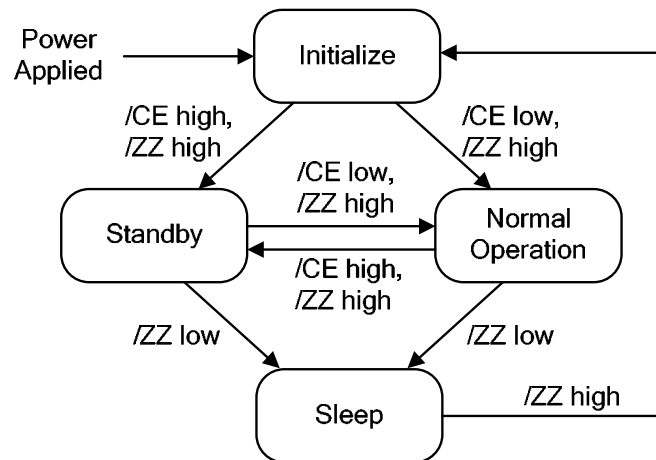 Power
Applied
Initialize
/CE high,
/ZZ high
/CE low,
/ZZ high
/CE low,
/ZZ high
Standby
Normal
Operation
/CE high,
/ZZ high
/ZZ low
/ZZ low
Sleep
/ZZ high